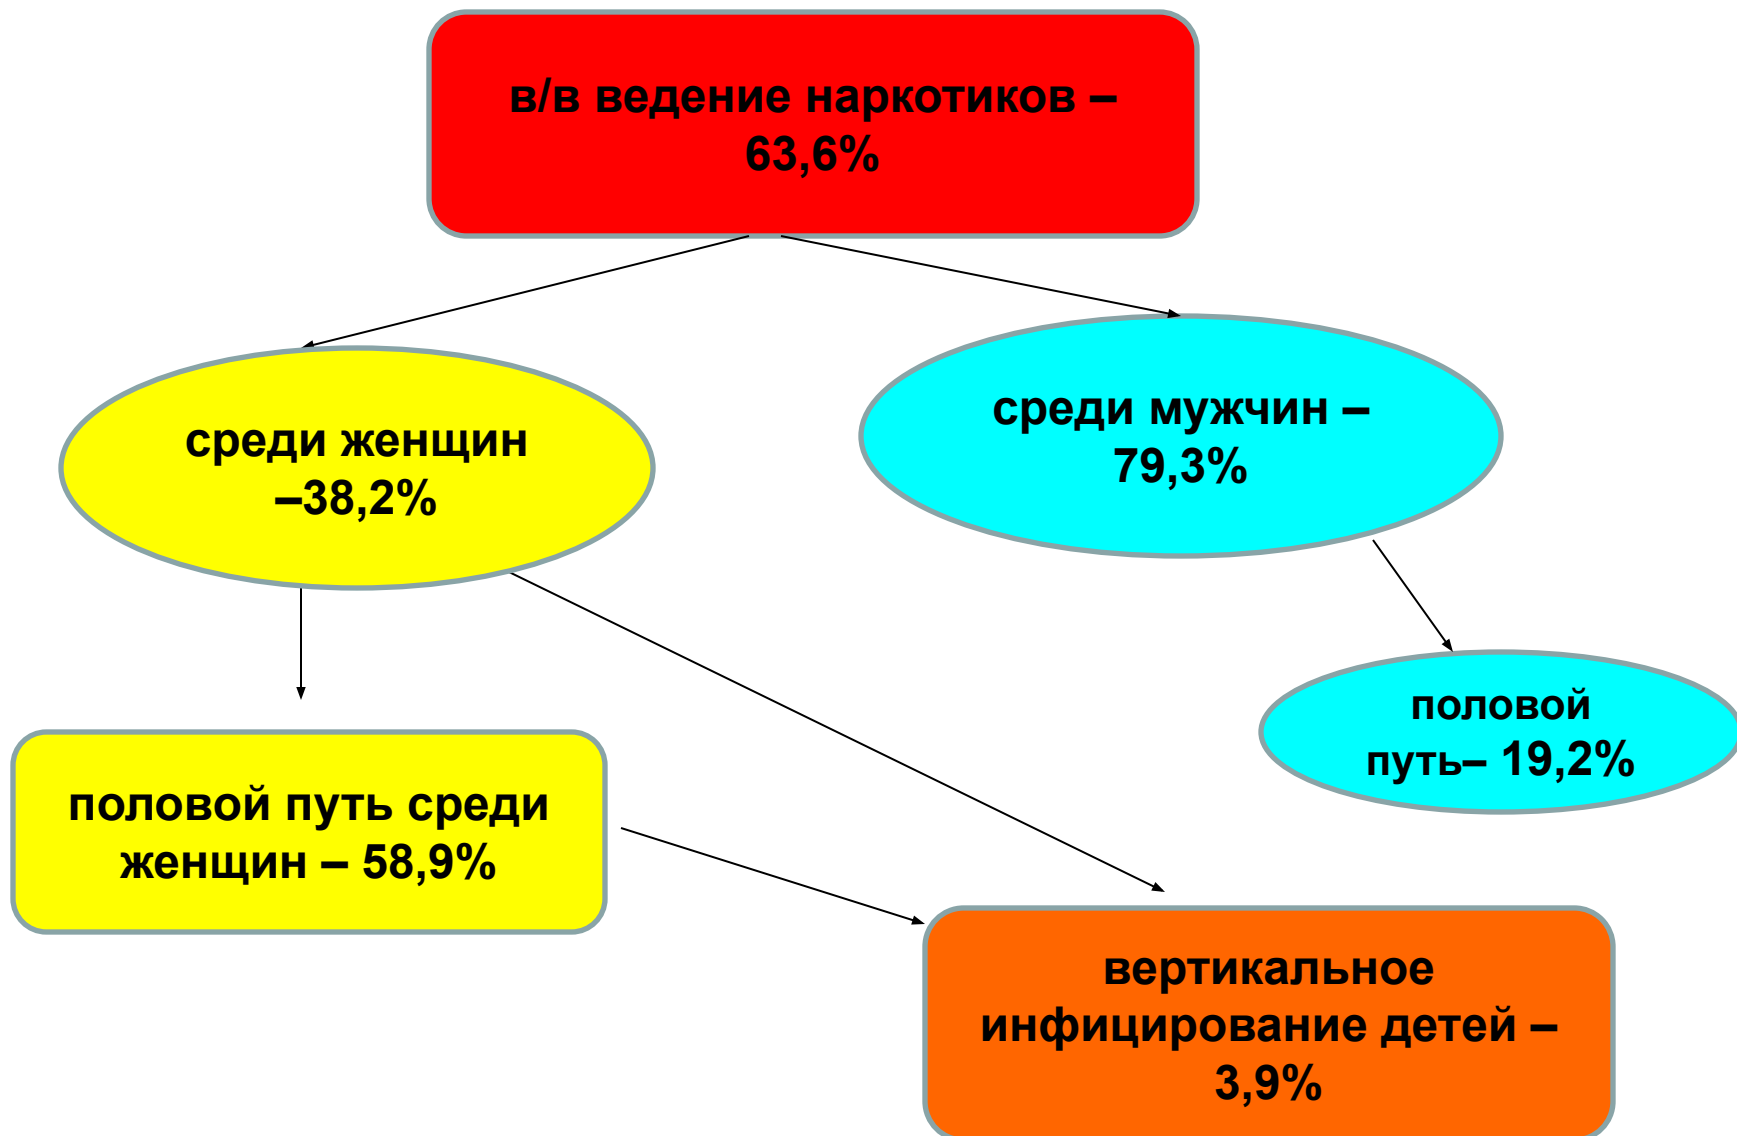 в/в ведение наркотиков –
63,6%
среди женщин
–38,2%
среди мужчин –
79,3%
половой
путь– 19,2%
половой путь среди
женщин – 58,9%
вертикальное
инфицирование детей –
3,9%